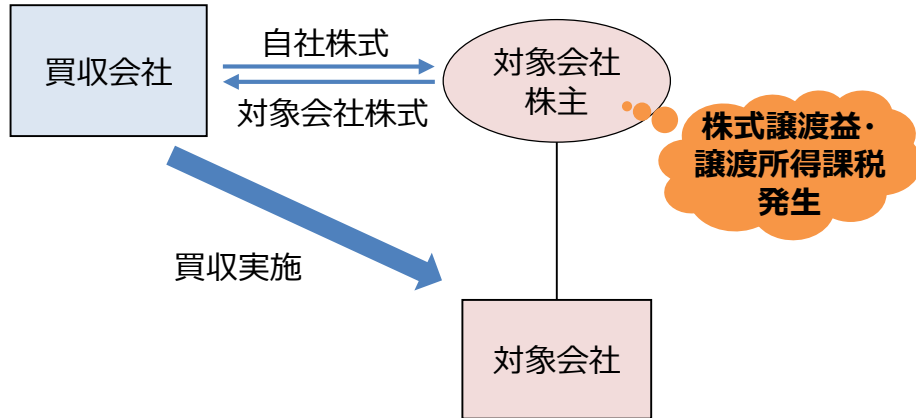 買収会社
自社株式
対象会社株式
対象会社
株主
株式譲渡益・
譲渡所得課税
発生
買収実施
対象会社